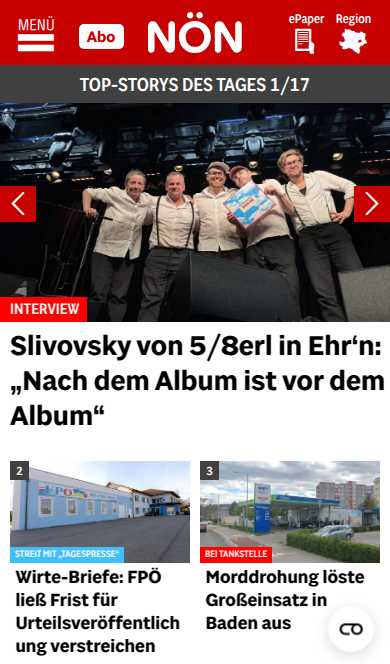 MENÜ
Abo
NÖN
ePaper
Region
TOP-STORYS DES TAGES 1/17
INTERVIEW
Slivovsky von 5/8erl in Ehr‘n:
„Nach dem Album ist vor dem
Album“
2
STREIT MIT „TAGESPRESSE“
Wirte-Briefe: FPÖ
ließ Frist für
Urteilsveröffentlich
ung verstreichen
3
BEI TANKSTELLE
Morddrohung löste
Großeinsatz in
Baden aus